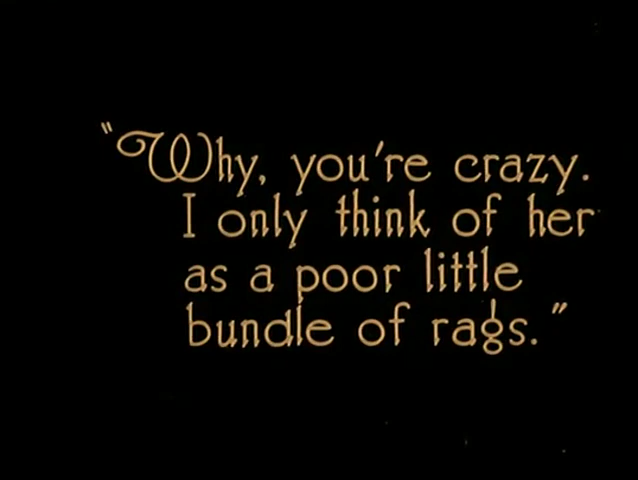 "Why, you're crazy.
I only think of her
as a poor little
bundle of rags."